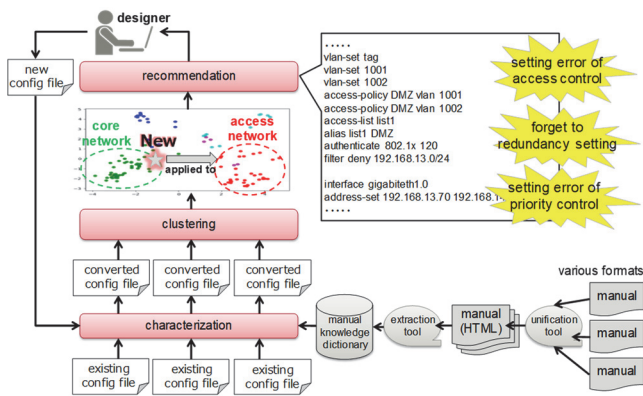 designer
new
config file
recommendation
core
network
New
access
network
applied to
clustering
converted
config file
converted
config file
converted
config file
characterization
existing
config file
existing
config file
existing
config file
.....
vlan-set tag
vlan-set 1001
vlan-set 1002
access-policy DMZ vlan 1001
access-policy DMZ vlan 1002
access-list list1
alias list1 DMZ
authenticate 802.1x 120
filter deny 192.168.13.0/24
interface gigabiteth1.0
address-set 192.168.13.70 192.168.1
.....
setting error of
access control
forget to
redundancy setting
setting error of
priority control
manual
knowledge
dictionary
extraction
tool
manual
(HTML)
unification
tool
various formats
manual
manual
manual